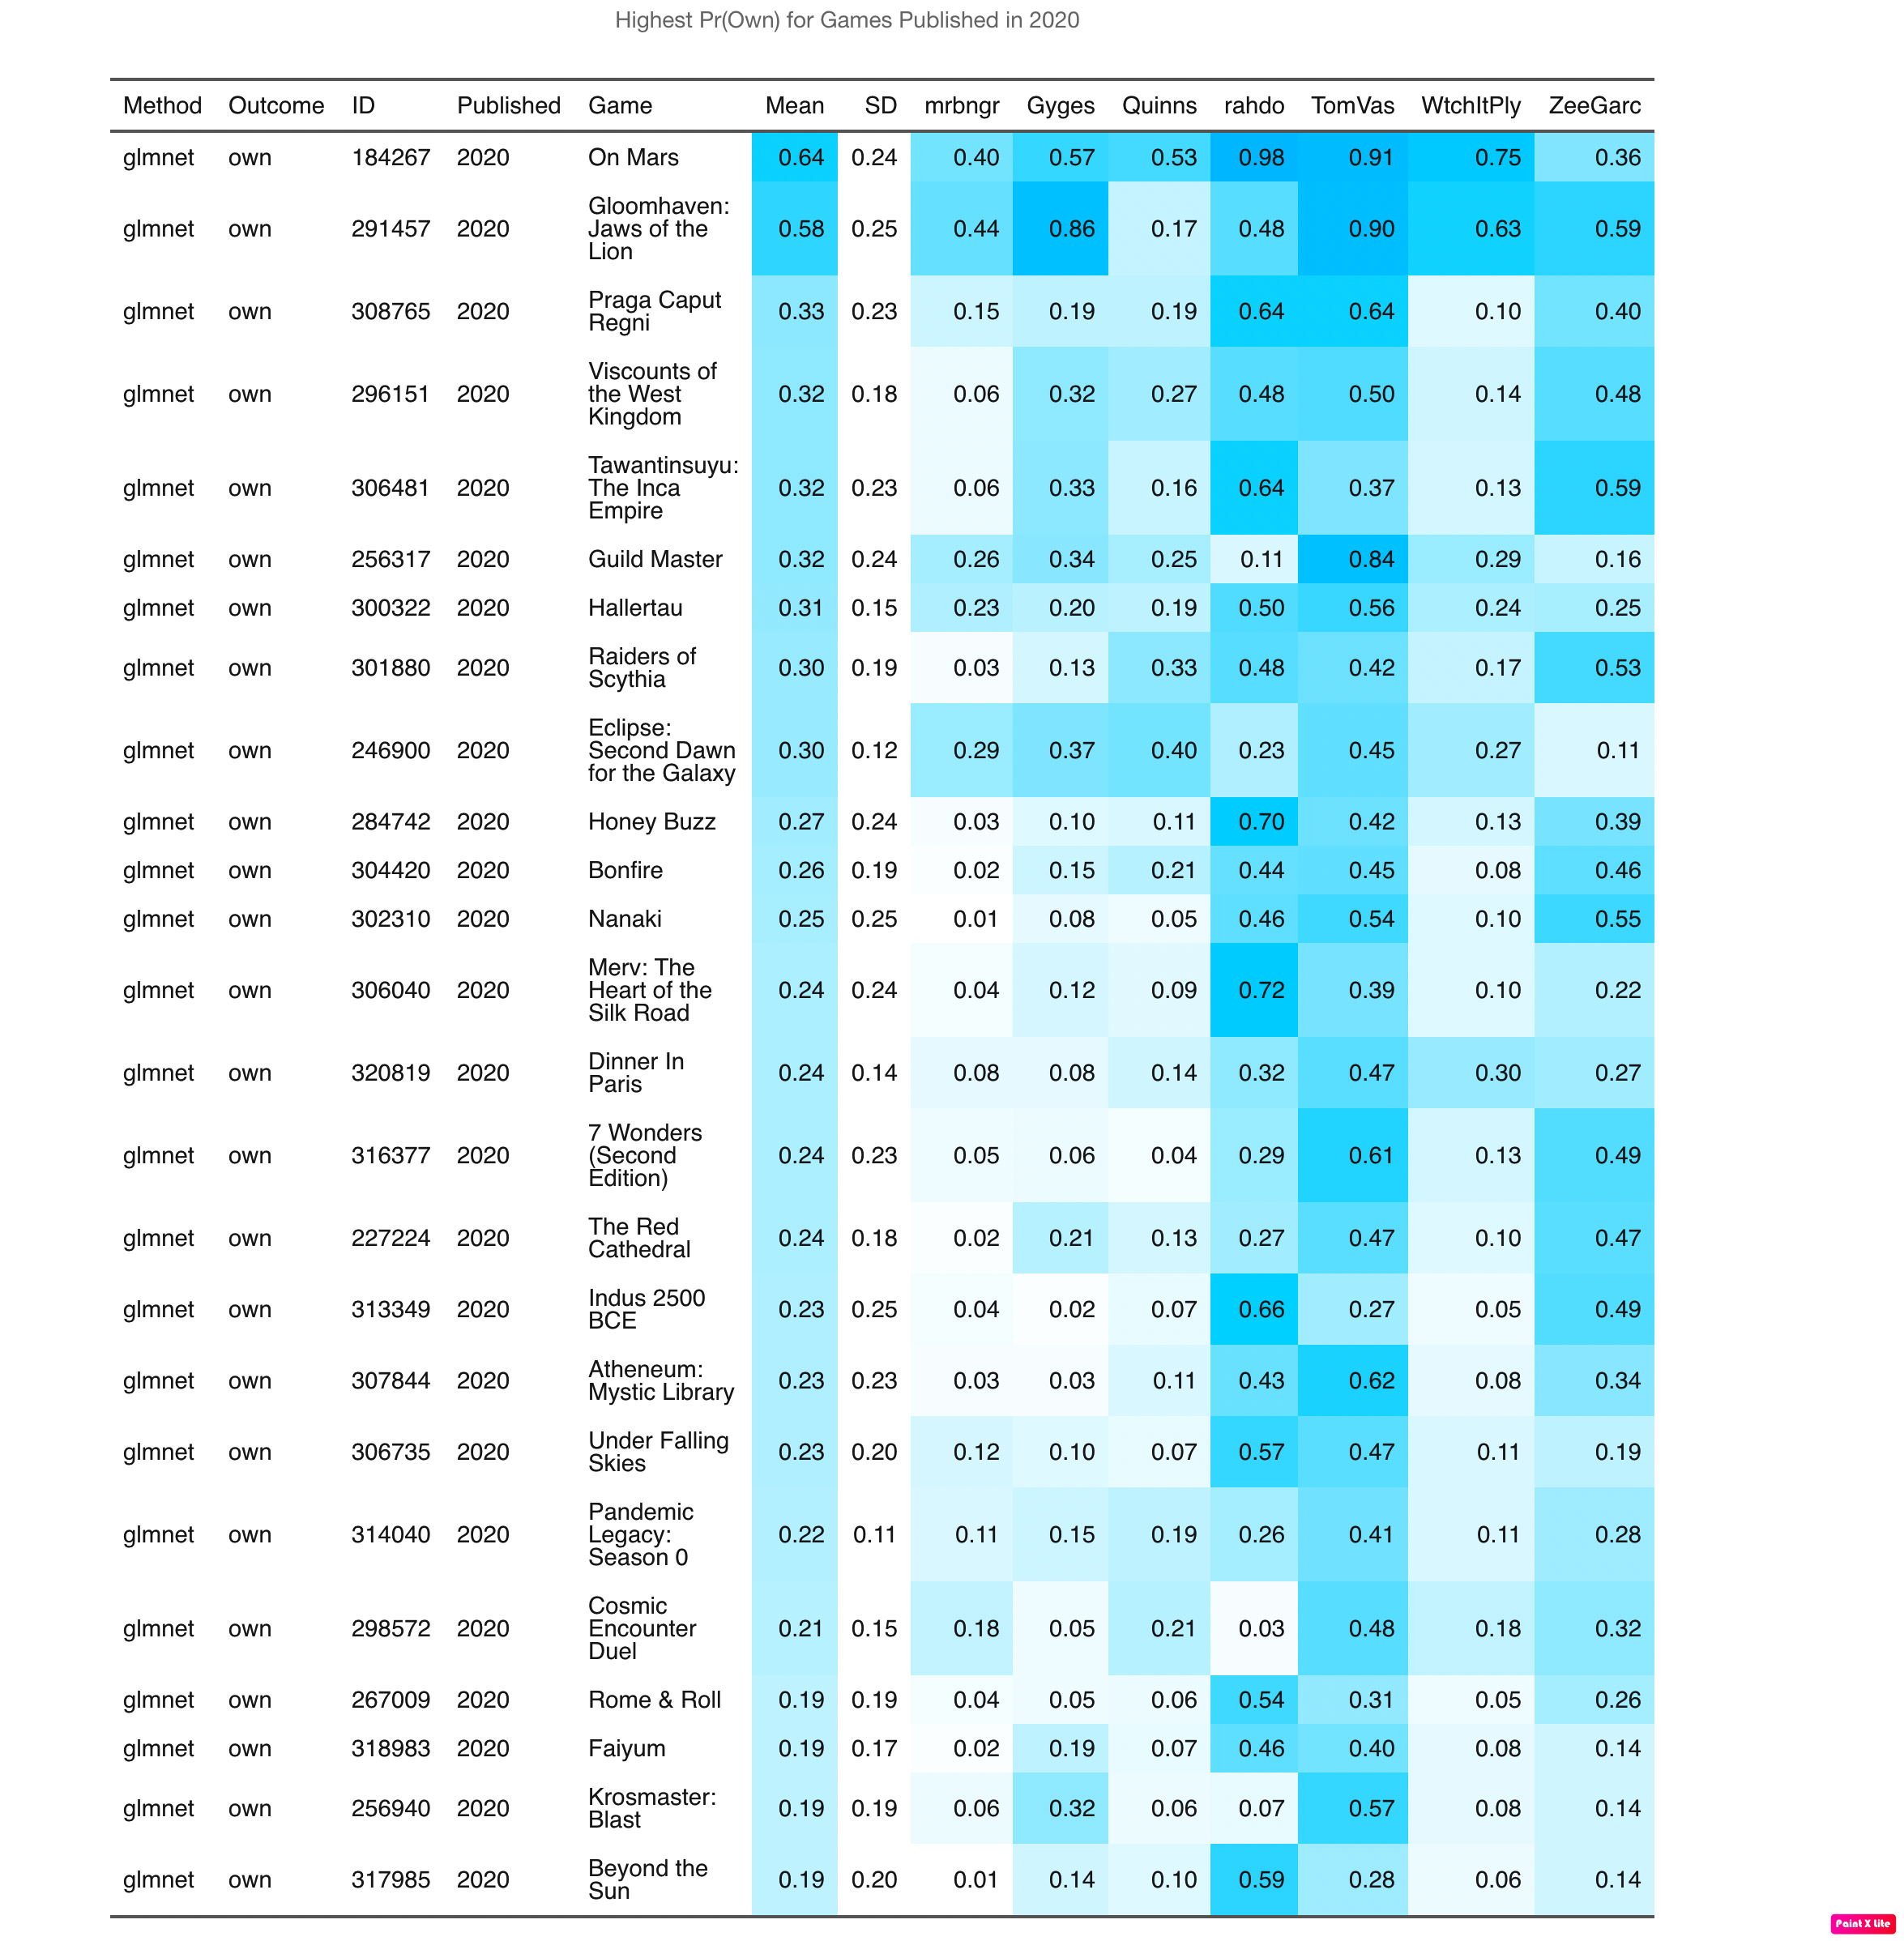 Highest Pr(Own) for Games Published in 2020
Method Outcome ID Published Game Mean SD mrbngr Gyges Quinns rahdo TomVas WtchItPly ZeeGarc
glmnet own 184267 2020 On Mars 0.64 0.24 0.40 0.57 0.53 0.98 0.91 0.75 0.36
Gloomhaven:
glmnet own 291457 2020 Jaws of the 0.58 0.25 0.44 0.86 0.17 0.48 0.90 0.63 0.59
Lion
glmnet own 308765 2020 Praga Caput 0.33 0.23 0.15 0.19 0.19 0.64 0.64 0.10 0.40
Regni
Viscounts of
glmnet own 296151 2020 the West 0.32 0.18 0.06 0.32 0.27 0.48 0.50 0.14 0.48
Kingdom
Tawantinsuyu:
glmnet own 306481 2020 The Inca 0.32 0.23 0.06 0.33 0.16 0.64 0.37 0.13 0.59
Empire
glmnet own 256317 2020 Guild Master 0.32 0.24 0.26 0.34 0.25 0.11 0.84 0.29 0.16
glmnet own 300322 2020 Hallertau 0.31 0.15 0.23 0.20 0.19 0.50 0.56 0.24 0.25
glmnet own 301880 2020 Raiders of 0.30 0.19 0.03 0.13 0.33 0.48 0.42 0.17 0.53
Scythia
Eclipse:
glmnet own 246900 2020 Second Dawn 0.30 0.12 0.29 0.37 0.40 0.23 0.45 0.27 0.11
for the Galaxy
glmnet own 284742 2020 Honey Buzz 0.27 0.24 0.03 0.10 0.11 0.70 0.42 0.13 0.39
glmnet own 304420 2020 Bonfire 0.26 0.19 0.02 0.15 0.21 0.44 0.45 0.08 0.46
glmnet own 302310 2020 Nanaki 0.25 0.25 0.01 0.08 0.05 0.46 0.54 0.10 0.55
Merv: The
glmnet own 306040 2020 Heart of the 0.24 0.24 0.04 0.12 0.09 0.72 0.39 0.10 0.22
Silk Road
glmnet own 320819 2020 Dinner In 0.24 0.14 0.08 0.08 0.14 0.32 0.47 0.30 0.27
Paris
7 Wonders
glmnet own 316377 2020 (Second 0.24 0.23 0.05 0.06 0.04 0.29 0.61 0.13 0.49
Edition)
glmnet own 227224 2020 The Red 0.24 0.18 0.02 0.21 0.13 0.27 0.47 0.10 0.47
Cathedral
glmnet own 313349 2020 Indus 2500 0.23 0.25 0.04 0.02 0.07 0.66 0.27 0.05 0.49
BCE
glmnet own 307844 2020 Atheneum: 0.23 0.23 0.03 0.03 0.11 0.43 0.62 0.08 0.34
Mystic Library
glmnet own 306735 2020 Under Falling 0.23 0.20 0.12 0.10 0.07 0.57 0.47 0.11 0.19
Skies
Pandemic
glmnet own 314040 2020 Legacy: 0.22 0.11 0.11 0.15 0.19 0.26 0.41 0.11 0.28
Season 0
Cosmic
glmnet own 298572 2020 Encounter 0.21 0.15 0.18 0.05 0.21 0.03 0.48 0.18 0.32
Duel
glmnet own 267009 2020 Rome & Roll 0.19 0.19 0.04 0.05 0.06 0.54 0.31 0.05 0.26
glmnet own 318983 2020 Faiyum 0.19 0.17 0.02 0.19 0.07 0.46 0.40 0.08 0.14
glmnet own 256940 2020 Krosmaster: 0.19 0.19 0.06 0.32 0.06 0.07 0.57 0.08 0.14
Blast
glmnet own 317985 2020 Beyond the 0.19 0.20 0.01 0.14 0.10 0.59 0.28 0.06 0.14
Sun
Paint X lite